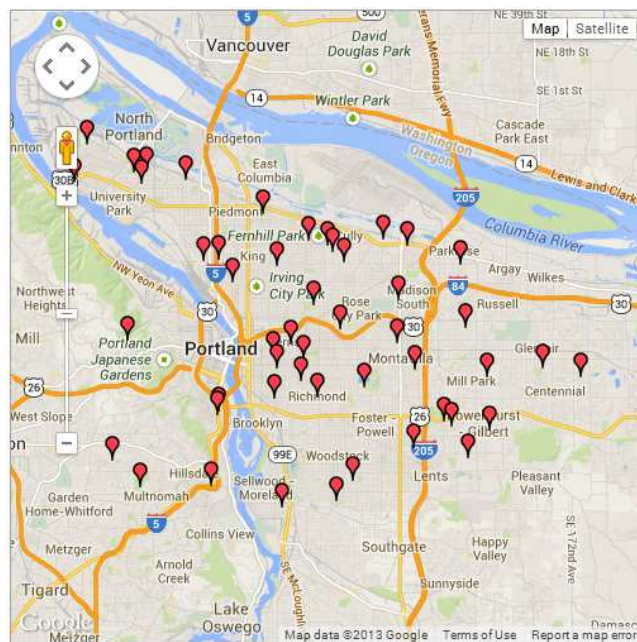 500
NE 39th St
5
Vancouver
David
Douglas Park
Map
Satellite
NE 18th St
NE 1st St
14
Wintler Park
Cascade
Park East
North
Portland
Bridgeton
Washington
Oregon
14
Lewis and Clark
30B
University
Park
East
Columbia
Piedmont
205
Columbia River
Fernhill Park
King
5
Argay
Wilkes
NW Yeon Ave
Irving
City Park
84
Northwest
Heights
30
Rose
City Park
Madison
South
Russell
30
Mill
Portland
Japanese
Gardens
Portland
30
Montavilla
26
Mill Park
Centennial
West Slope
Richmond
Foster-
Powell
26
Brooklyn
Gilbert
99E
Woodstock
205
Hillsdale
Multnomah
Sellwood-
Moreland
Lents
Pleasant
Valley
Garden
Home-Whitford
5
Collins View
SE 172nd Ave
Metzger
Southgate
Happy
Valley
Arnold
Creek
SE McLoughlin
Sunnyside
Tigard
Lake
Oswego
Google
Metzger
Map data ©2013 Google
Terms of Use
Report a map error